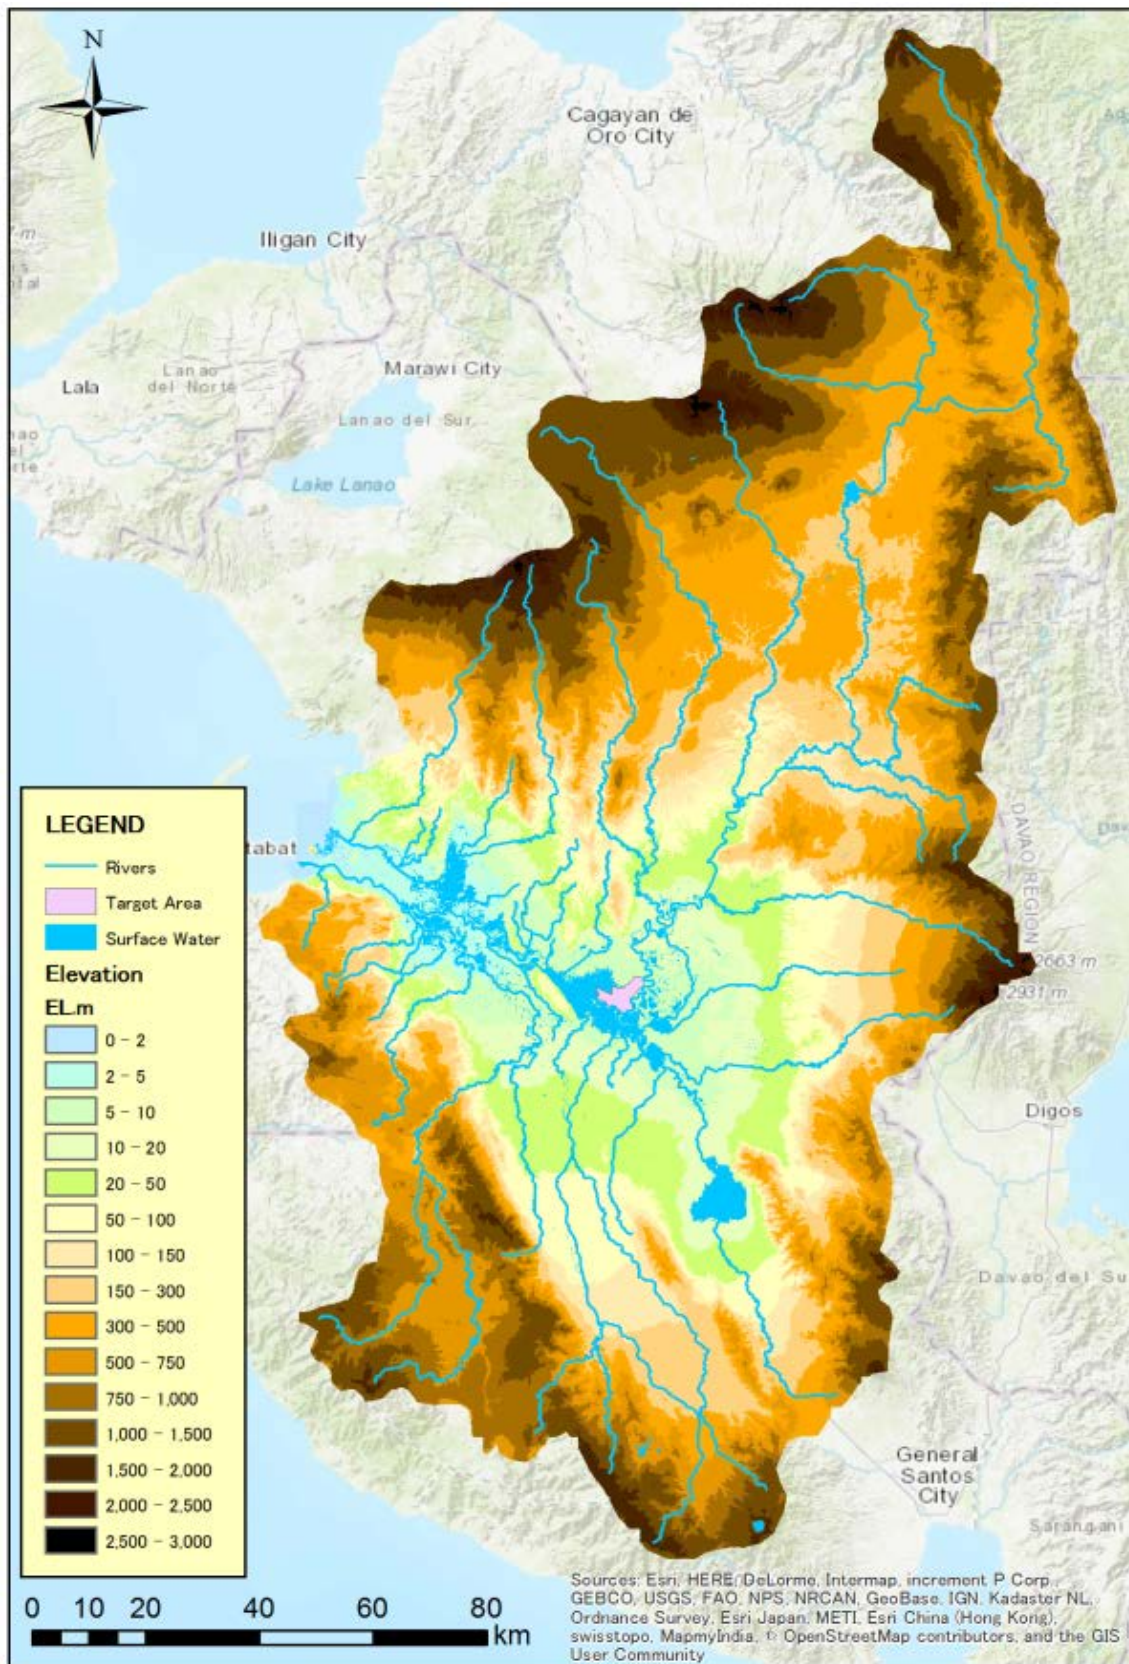 N
Cagayan de
Oro City
Iligan City
Lanao
del Norte
Marawi City
Lala
Lanao del Sur
Lake Lanao
LEGEND
Rivers
Target Area
Surface Water
Elevation
EL.m
0 - 2
2 - 5
5 - 10
10 - 20
20 - 50
50 - 100
100 - 150
150 - 300
300 - 500
500 - 750
750 - 1,000
1,000 - 1,500
1,500 - 2,000
2,000 - 2,500
2,500 - 3,000
tabat
DAVAO REGION
2663 m
2931 m
Digos
Davao del Su
General
Santos
City
Sarangani
0 10 20 40 60 80
km
Sources: Esri, HERE, DeLorme, Intermap, increment P Corp.,
GEBCO, USGS, FAO, NPS, NRCAN, GeoBase, IGN, Kadaster NL,
Ordnance Survey, Esri Japan, METI, Esri China (Hong Kong),
swisstopo, MapmyIndia, © OpenStreetMap contributors, and the GIS
User Community